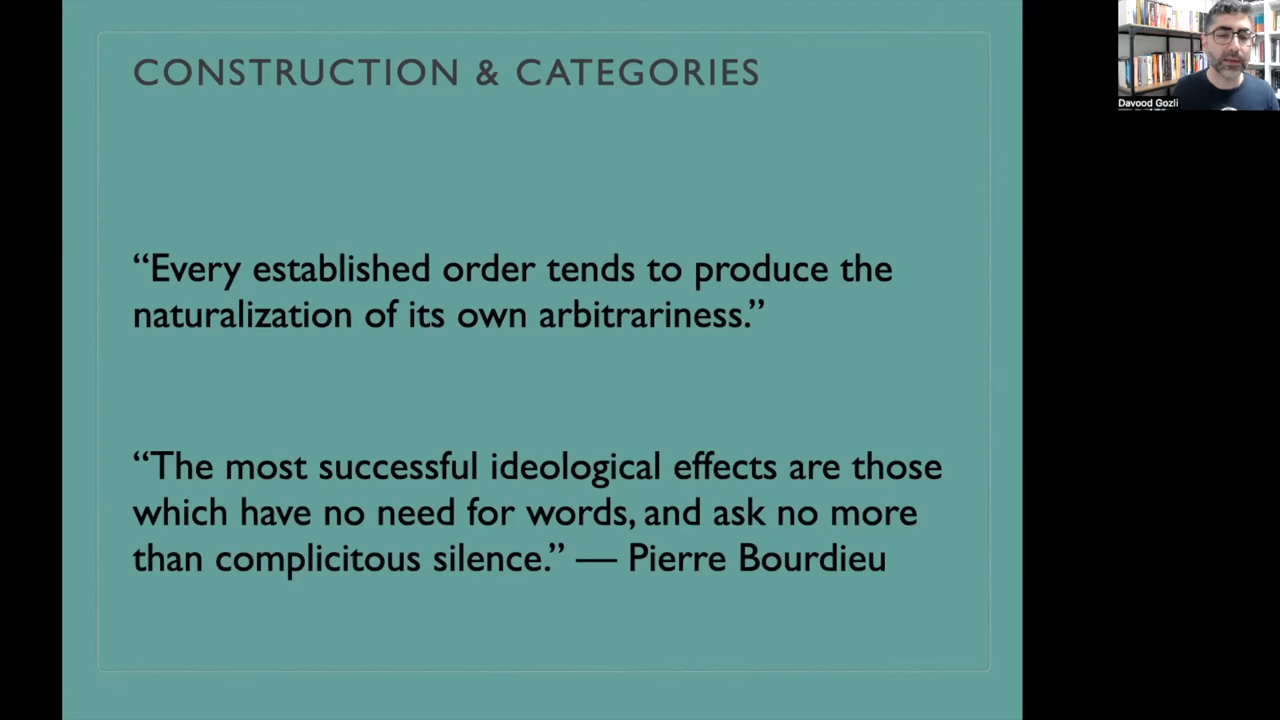 CONSTRUCTION & CATEGORIES
“Every established order tends to produce the
naturalization of its own arbitrariness.”
“The most successful ideological effects are those
which have no need for words, and ask no more
than complicitous silence.” — Pierre Bourdieu
Davood Gozli